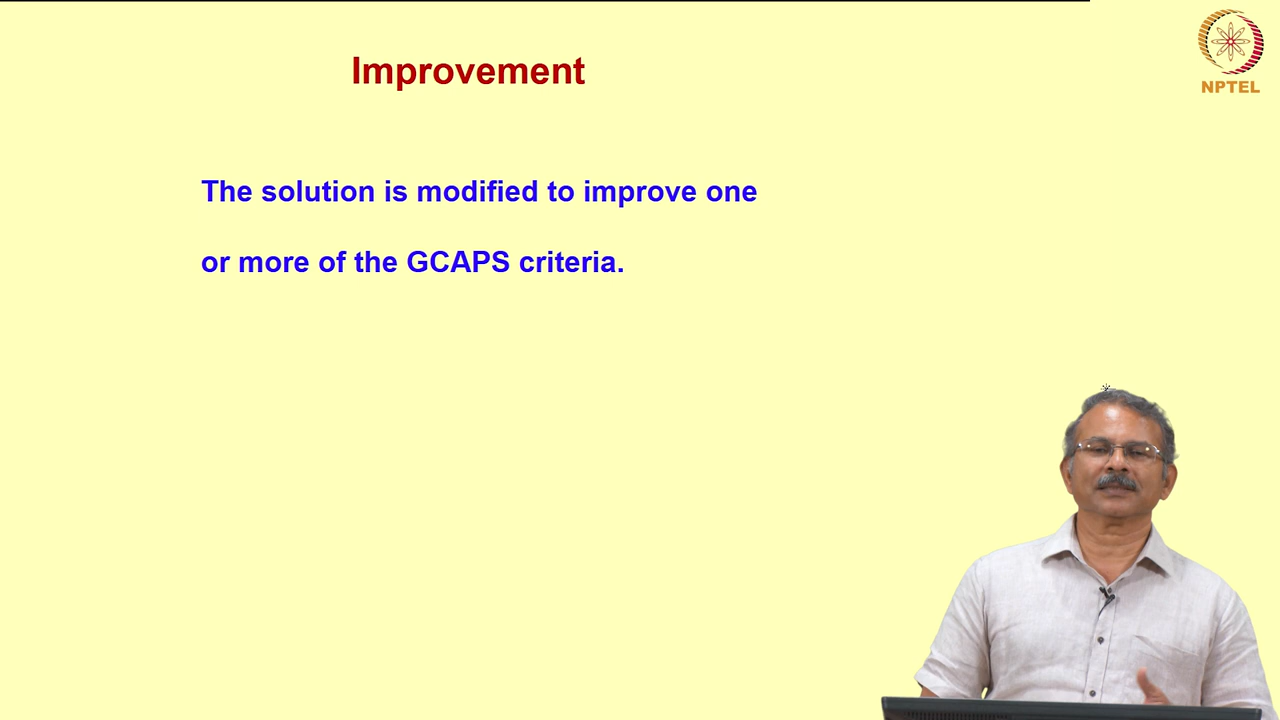 Improvement
NPTEL
The solution is modified to improve one
or more of the GCAPS criteria.